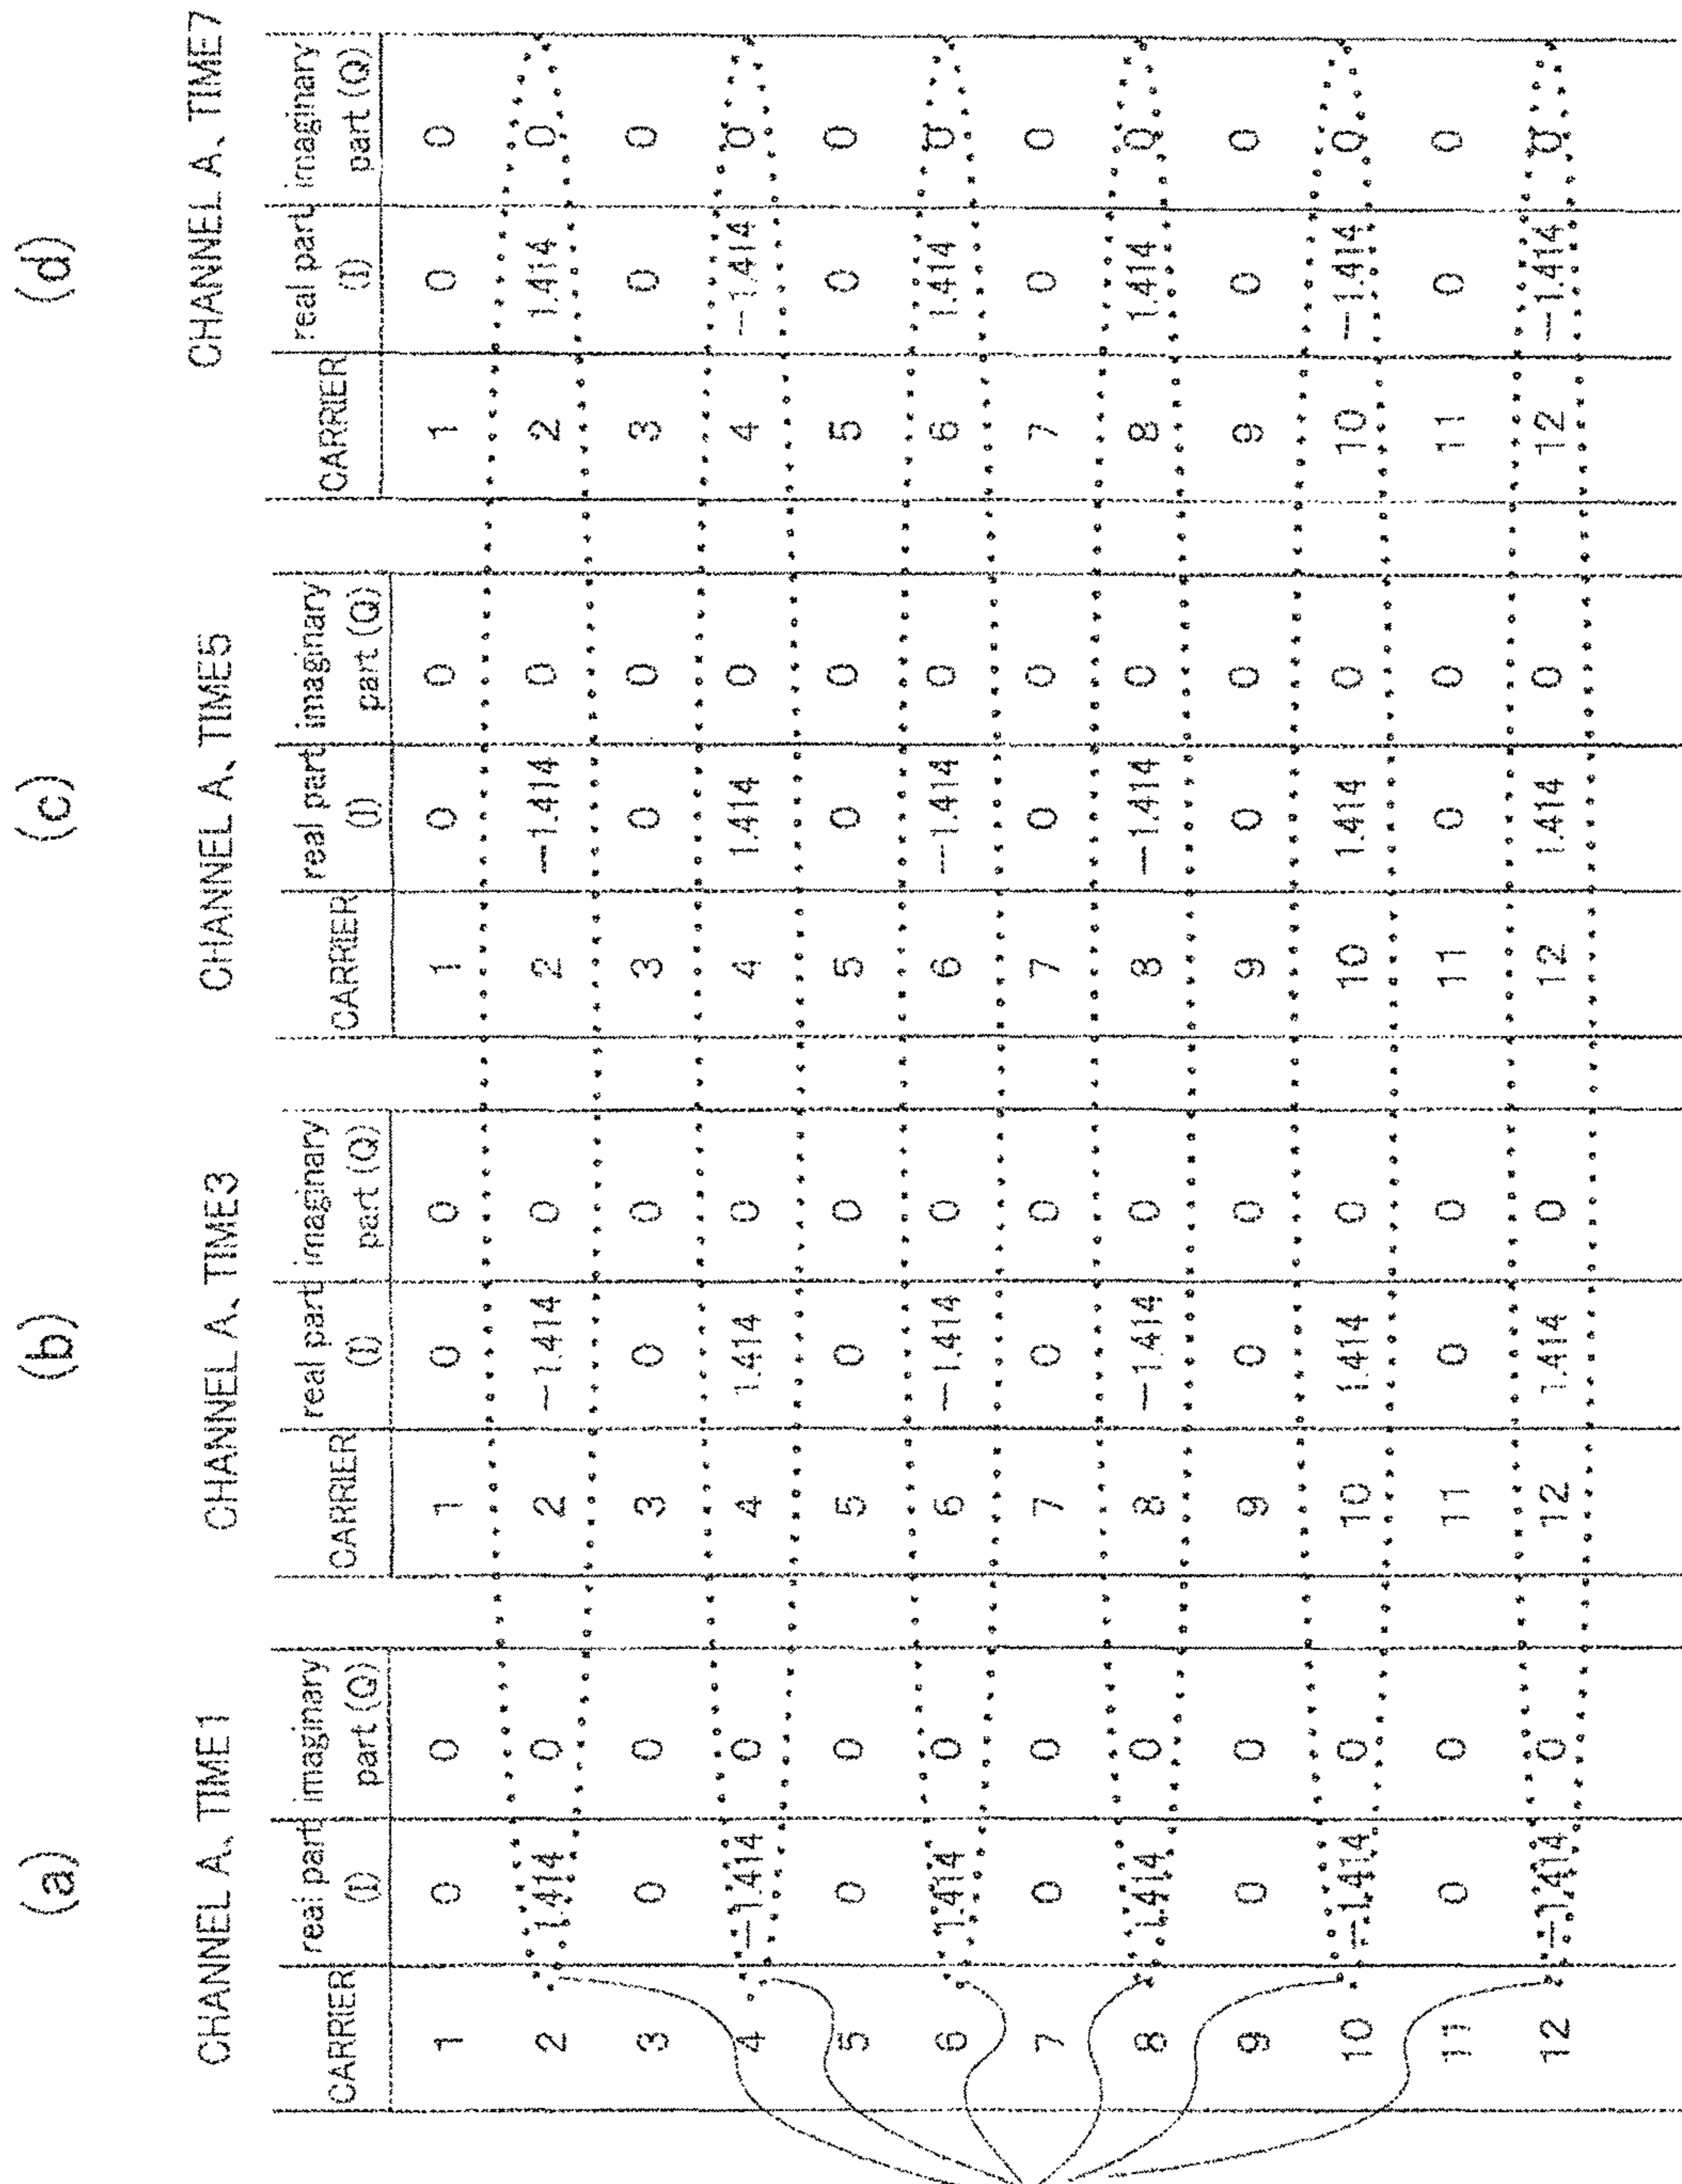 (a)
CHANNEL A、TIME1
CARRIER real part (I) imaginary part (Q)
1 0 0
2 1.414 0
3 0 0
4 −1.414 0
5 0 0
6 1.414 0
7 0 0
8 1.414 0
9 0 0
10 −1.414 0
11 0 0
12 −1.414 0
(b)
CHANNEL A、TIME3
CARRIER real part (I) imaginary part (Q)
1 0 0
2 −1.414 0
3 0 0
4 1.414 0
5 0 0
6 −1.414 0
7 0 0
8 −1.414 0
9 0 0
10 1.414 0
11 0 0
12 1.414 0
(c)
CHANNEL A、TIME5
CARRIER real part (I) imaginary part (Q)
1 0 0
2 −1.414 0
3 0 0
4 1.414 0
5 0 0
6 −1.414 0
7 0 0
8 −1.414 0
9 0 0
10 1.414 0
11 0 0
12 1.414 0
(d)
CHANNEL A、TIME7
CARRIER real part (I) imaginary part (Q)
1 0 0
2 1.414 0
3 0 0
4 −1.414 0
5 0 0
6 1.414 0
7 0 0
8 1.414 0
9 0 0
10 −1.414 0
11 0 0
12 −1.414 0